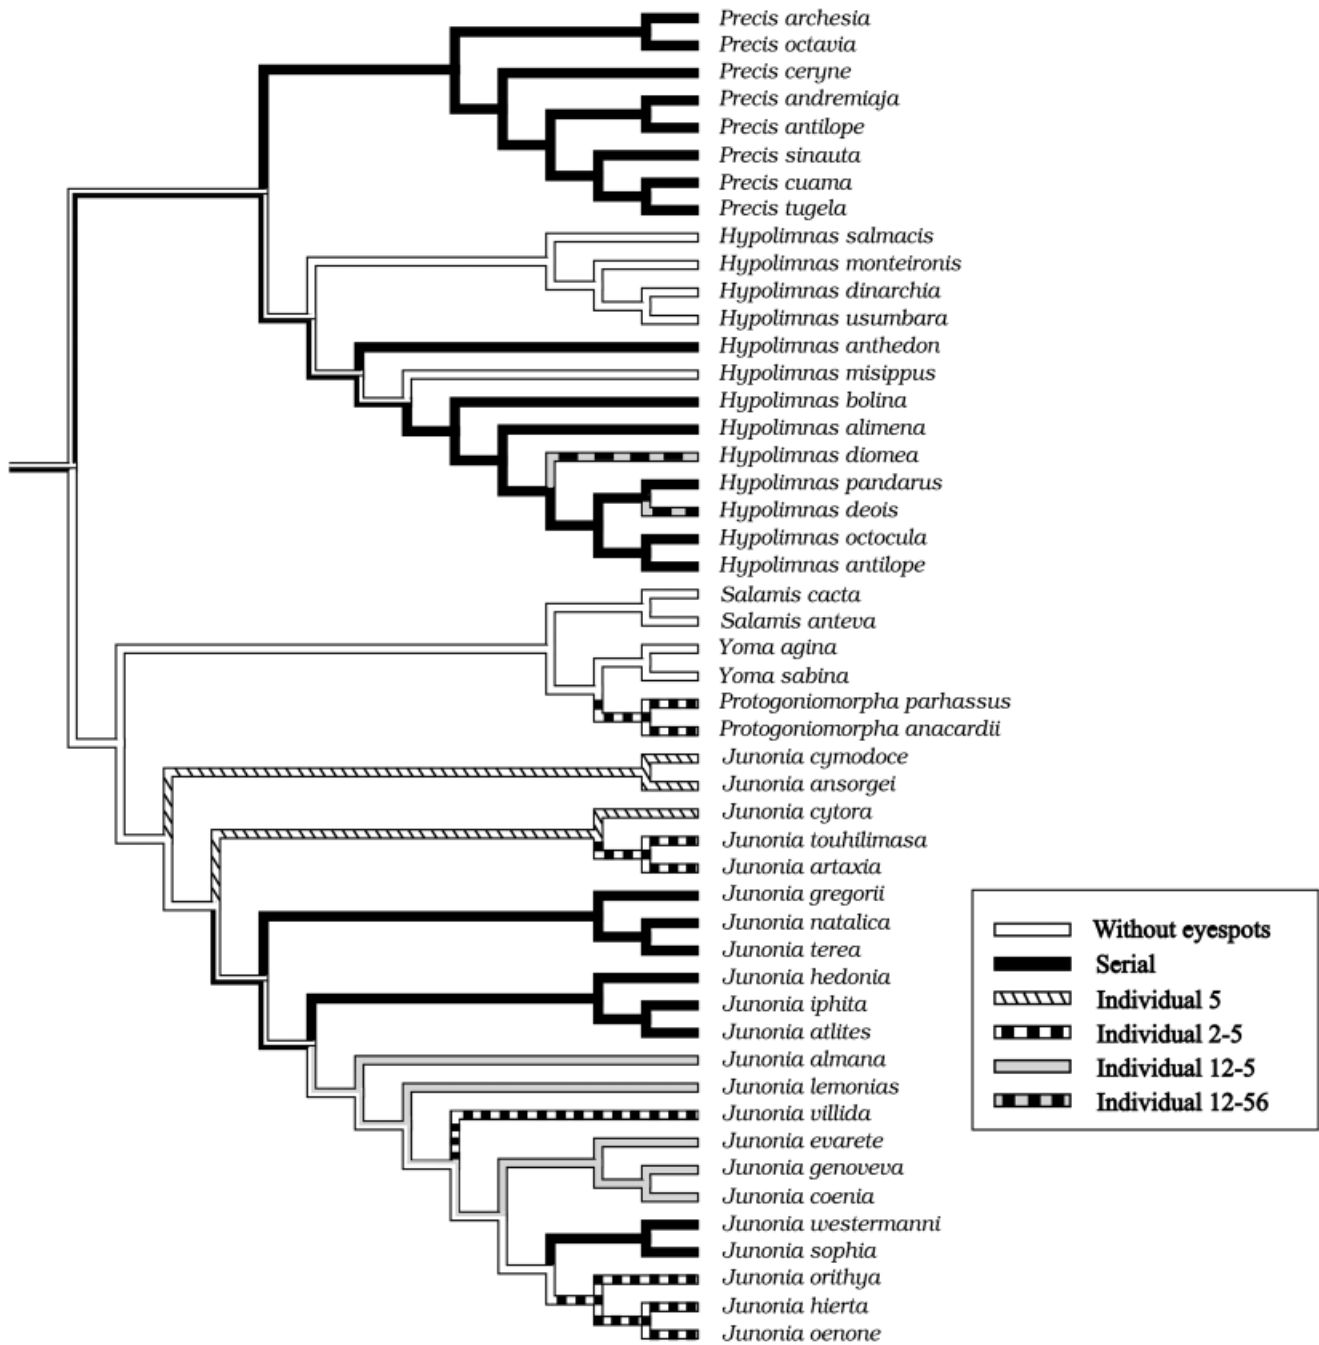 Precis archesia
Precis octavia
Precis ceryne
Precis andremiaja
Precis antilope
Precis sinauta
Precis cuama
Precis tugela
Hypolimnas salmacis
Hypolimnas monteironis
Hypolimnas dinarchia
Hypolimnas usumbara
Hypolimnas anthedon
Hypolimnas misippus
Hypolimnas bolina
Hypolimnas alimena
Hypolimnas diomea
Hypolimnas pandarus
Hypolimnas deois
Hypolimnas octocula
Hypolimnas antilope
Salamis cacta
Salamis anteva
Yoma agina
Yoma sabina
Protogoniomorpha parhassus
Protogoniomorpha anacardii
Junonia cymodoce
Junonia ansorgei
Junonia cytora
Junonia touhilimasa
Junonia artaxia
Junonia gregorii
Junonia natalica
Junonia terea
Junonia hedonia
Junonia iphita
Junonia atlites
Junonia almana
Junonia lemonias
Junonia villida
Junonia evarete
Junonia genoveva
Junonia coenia
Junonia westermanni
Junonia sophia
Junonia orithya
Junonia hierta
Junonia oenone
Without eyespots
Serial
Individual 5
Individual 2-5
Individual 12-5
Individual 12-56